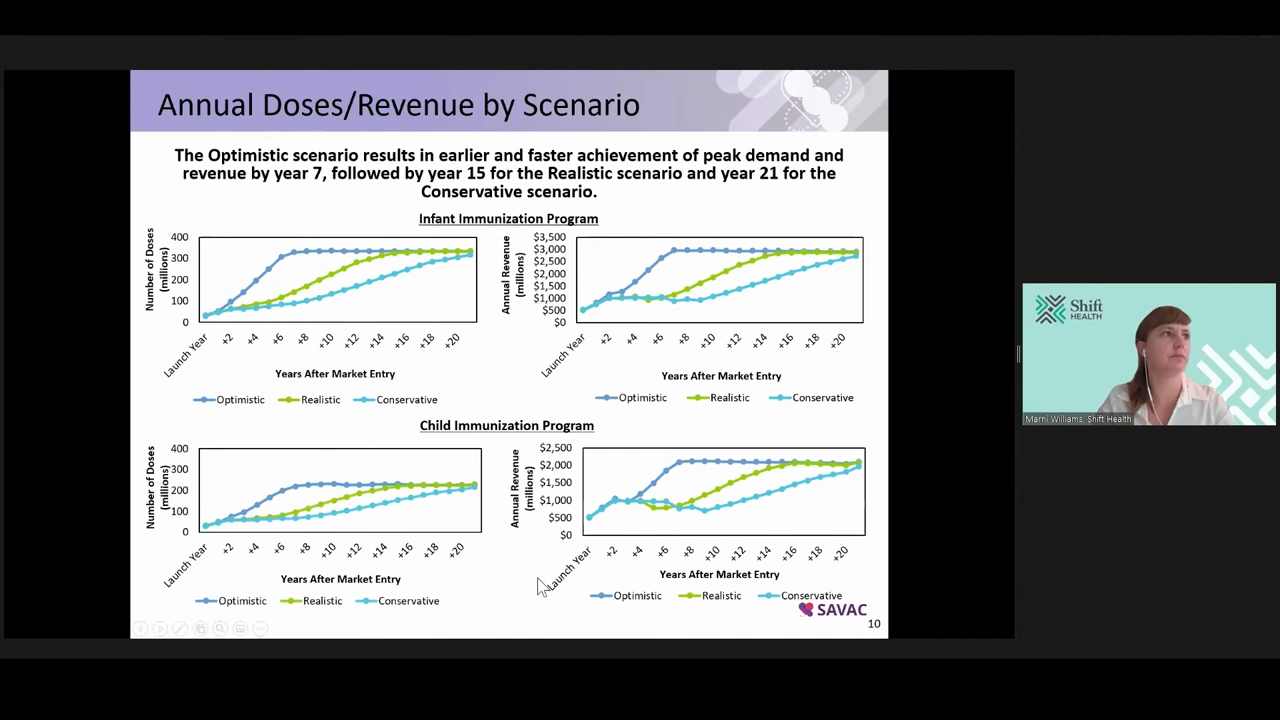 Annual Doses/Revenue by Scenario
The Optimistic scenario results in earlier and faster achievement of peak demand and
revenue by year 7, followed by year 15 for the Realistic scenario and year 21 for the
Conservative scenario.
Infant Immunization Program
Number of Doses
(millions)
400
300
200
100
0
Launch Year
+2
+4
+6
+8
+10
+12
+14
+16
+18
+20
Years After Market Entry
Optimistic
Realistic
Conservative
Annual Revenue
(millions)
$3,500
$3,000
$2,500
$2,000
$1,500
$1,000
$500
$0
Launch Year
+2
+4
+6
+8
+10
+12
+14
+16
+18
+20
Years After Market Entry
Optimistic
Realistic
Conservative
Child Immunization Program
Number of Doses
(millions)
400
300
200
100
0
Launch Year
+2
+4
+6
+8
+10
+12
+14
+16
+18
+20
Years After Market Entry
Optimistic
Realistic
Conservative
Annual Revenue
(millions)
$2,500
$2,000
$1,500
$1,000
$500
$0
Launch Year
+2
+4
+6
+8
+10
+12
+14
+16
+18
+20
Years After Market Entry
Optimistic
Realistic
Conservative
SAVAC
10
Shift
HEALTH
Marni Williams, Shift Health